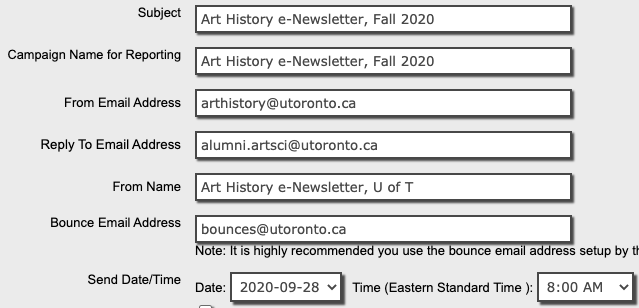 Subject Art History e-Newsletter, Fall 2020
Campaign Name for Reporting Art History e-Newsletter, Fall 2020
From Email Address arthistory@utoronto.ca
Reply To Email Address alumni.artsci@utoronto.ca
From Name Art History e-Newsletter, U of T
Bounce Email Address bounces@utoronto.ca
Note: It is highly recommended you use the bounce email address setup by
Send Date/Time Date: 2020-09-28 Time (Eastern Standard Time ): 8:00 AM